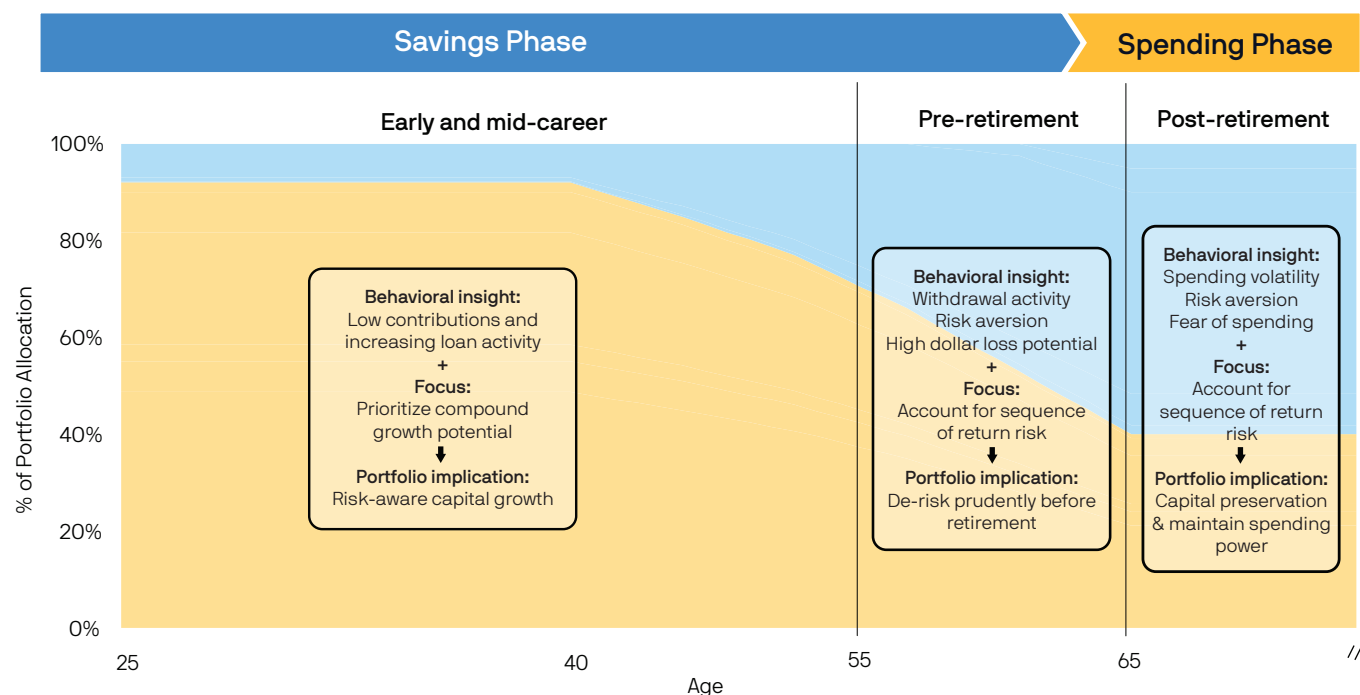 Savings Phase
Spending Phase
Early and mid-career
Pre-retirement
Post-retirement
% of Portfolio Allocation
100%
80%
60%
40%
20%
0%
Behavioral insight:
Low contributions and
increasing loan activity
+
Focus:
Prioritize compound
growth potential
Portfolio implication:
Risk-aware capital growth
Behavioral insight:
Withdrawal activity
Risk aversion
High dollar loss potential
+
Focus:
Account for sequence
of return risk
Portfolio implication:
De-risk prudently before
retirement
Behavioral insight:
Spending volatility
Risk aversion
Fear of spending
+
Focus:
Account for
sequence of return
risk
Portfolio implication:
Capital preservation
& maintain spending
power
25
40
55
65
//
Age